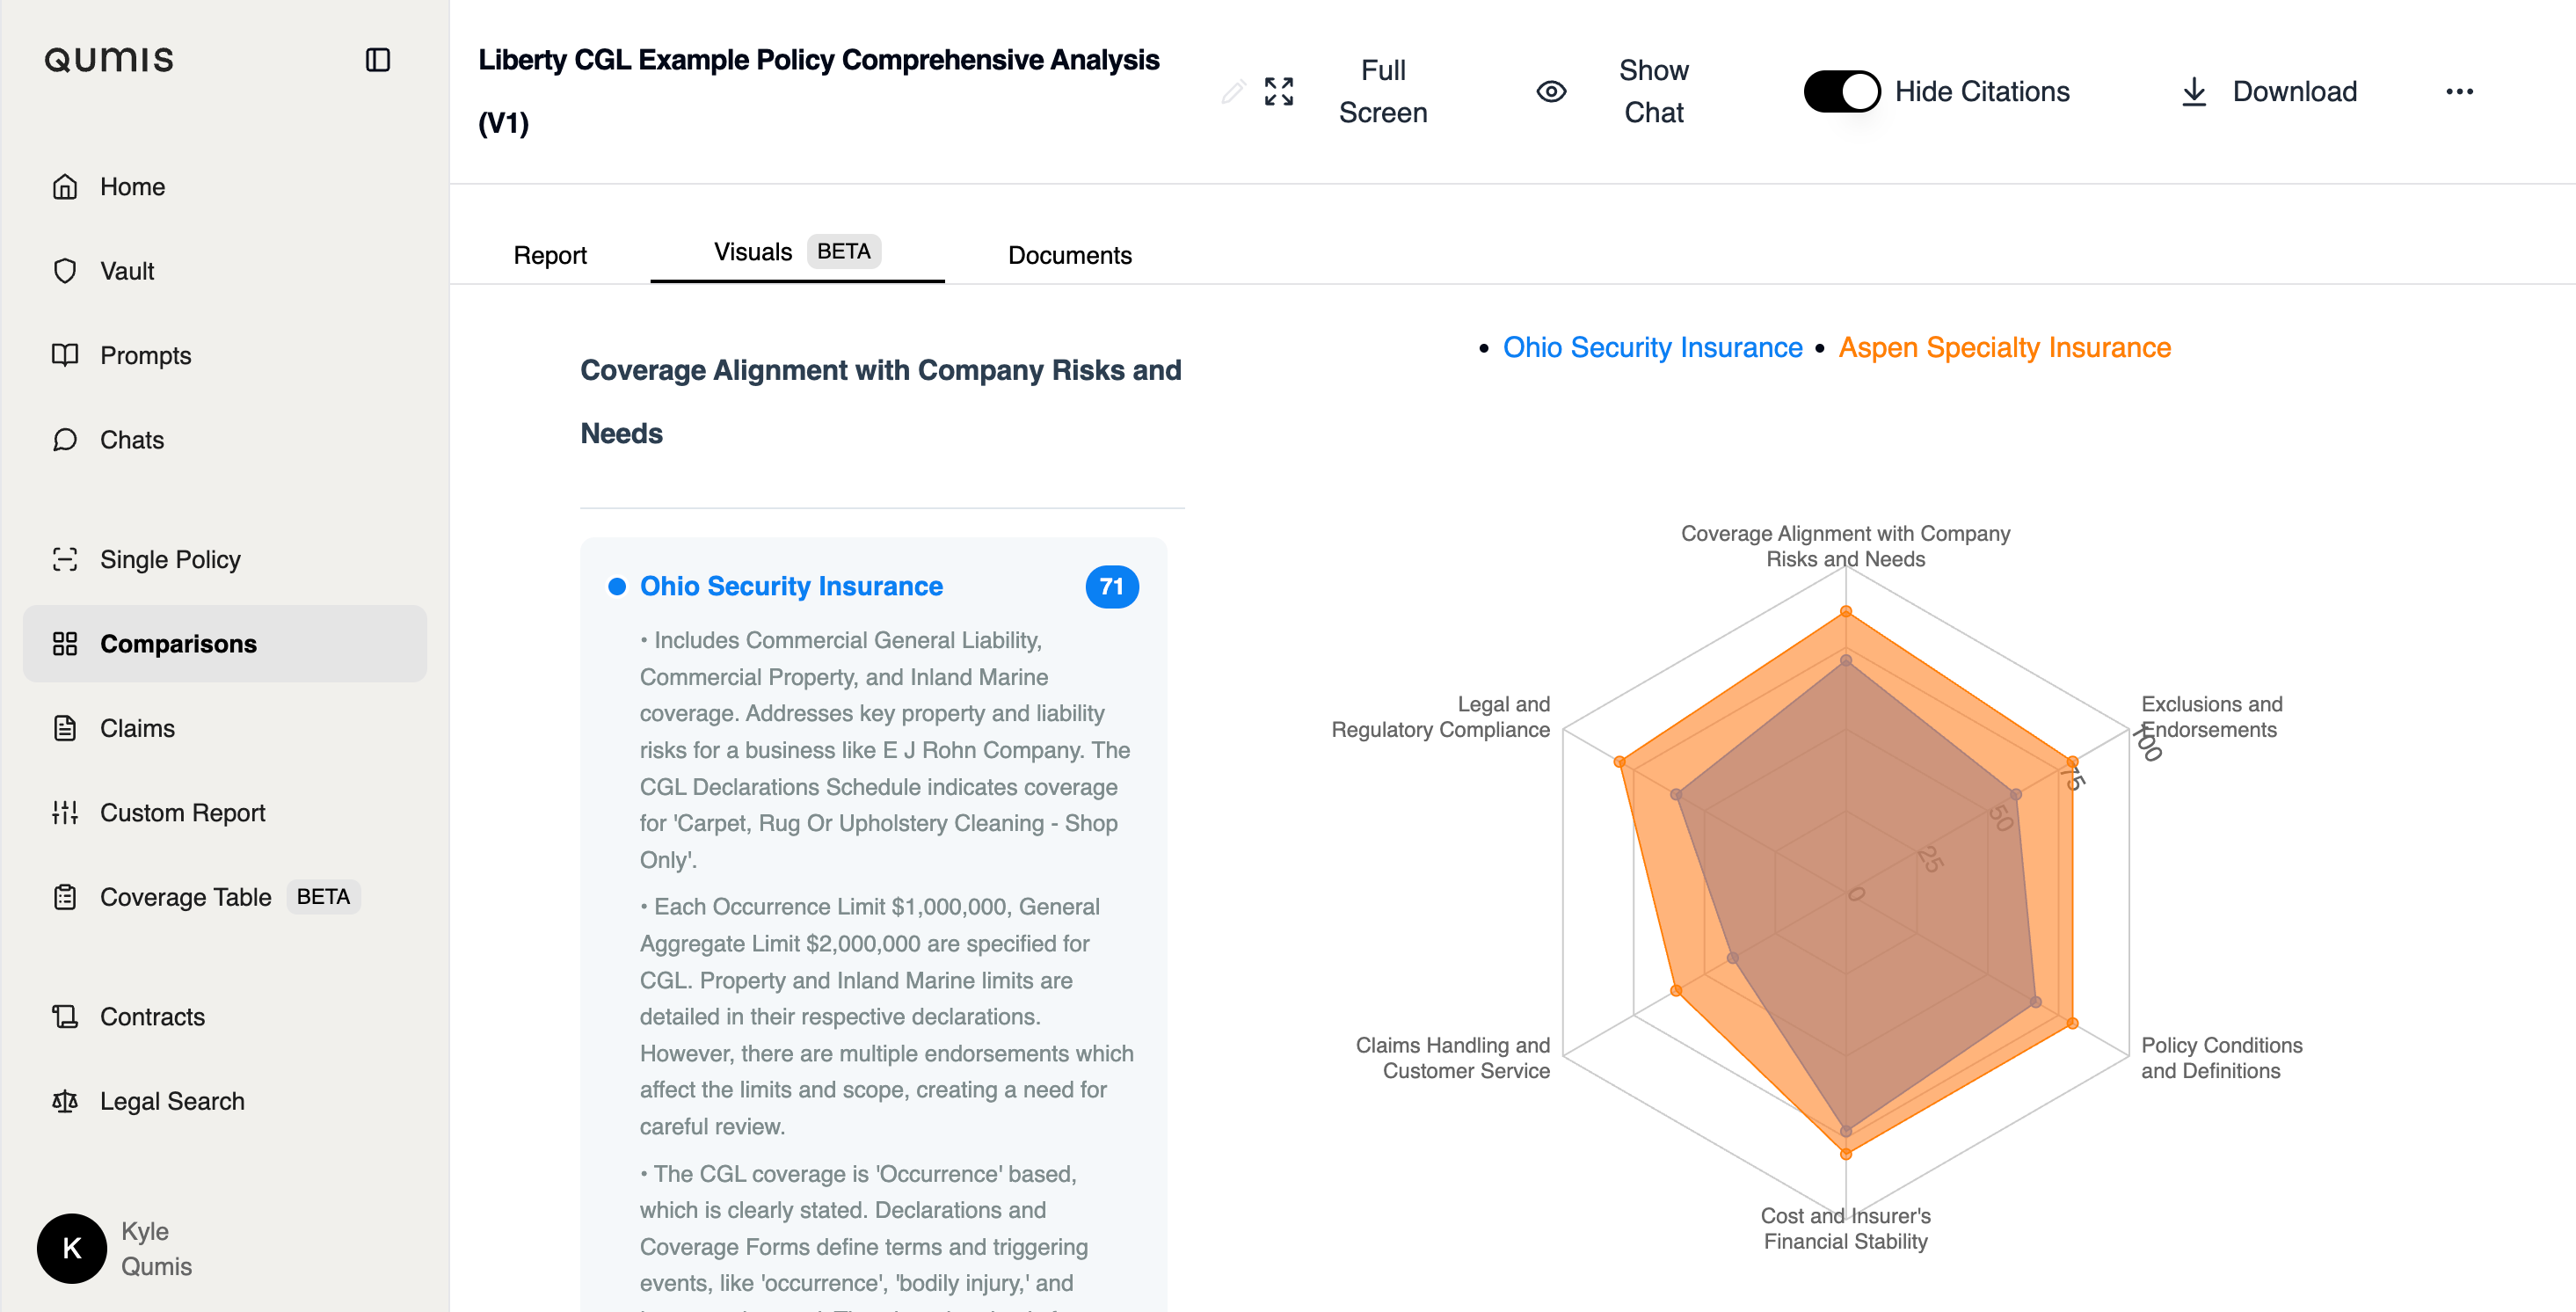 QUMIS
Home
Vault
Prompts
Chats
Single Policy
Comparisons
Claims
Custom Report
Coverage Table BETA
Contracts
Legal Search
K
Kyle
Qumis
Liberty CGL Example Policy Comprehensive Analysis
(V1)
Full
Screen
Show
Chat
Hide Citations
Download
Report
Visuals BETA
Documents
Coverage Alignment with Company Risks and
Needs
Ohio Security Insurance 71
• Includes Commercial General Liability,
Commercial Property, and Inland Marine
coverage. Addresses key property and liability
risks for a business like E J Rohn Company. The
CGL Declarations Schedule indicates coverage
for 'Carpet, Rug Or Upholstery Cleaning - Shop
Only'.
• Each Occurrence Limit $1,000,000, General
Aggregate Limit $2,000,000 are specified for
CGL. Property and Inland Marine limits are
detailed in their respective declarations.
However, there are multiple endorsements which
affect the limits and scope, creating a need for
careful review.
• The CGL coverage is 'Occurrence' based,
which is clearly stated. Declarations and
Coverage Forms define terms and triggering
events, like 'occurrence', 'bodily injury,' and
• Ohio Security Insurance • Aspen Specialty Insurance
Coverage Alignment with Company
Risks and Needs
Exclusions and
Endorsements
Policy Conditions
and Definitions
Cost and Insurer's
Financial Stability
Claims Handling and
Customer Service
Legal and
Regulatory Compliance
0
25
50
75
100